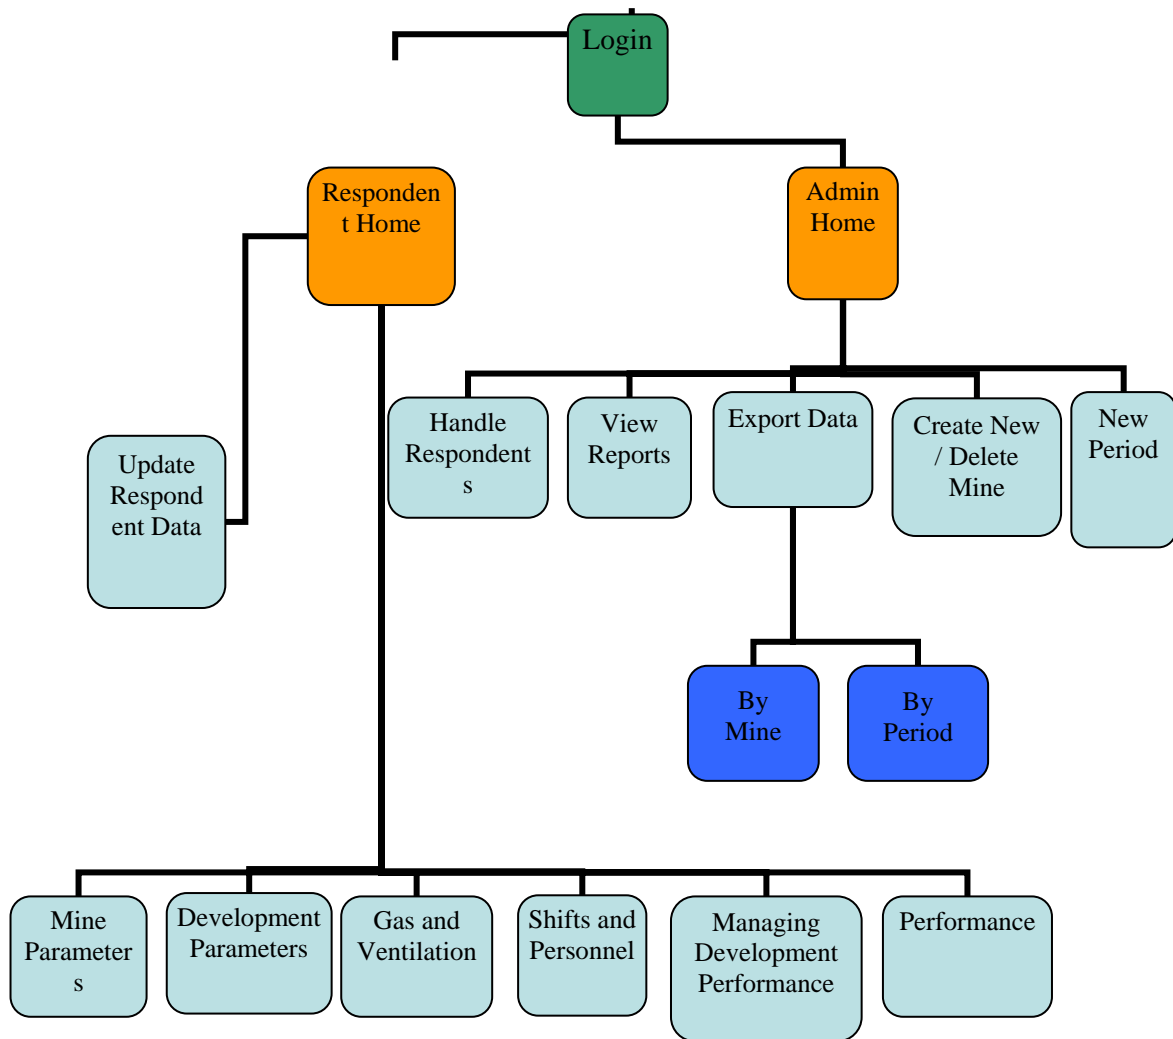 Login
Responden
t Home
Admin
Home
Handle
Respondent
s
View
Reports
Export Data
Create New
/ Delete
Mine
New
Period
Update
Respond
ent Data
By
Mine
By
Period
Mine
Parameter
s
Development
Parameters
Gas and
Ventilation
Shifts and
Personnel
Managing
Development
Performance
Performance